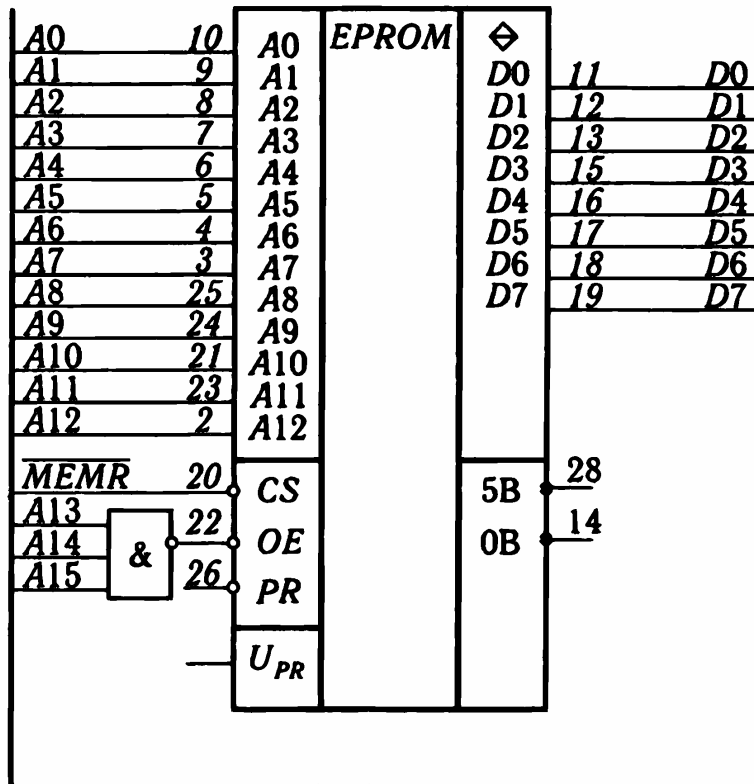 EPROM
A0 10 A0
A1 9 A1 D0 11 D0
A2 8 A2 D1 12 D1
A3 7 A3 D2 13 D2
A4 6 A4 D3 15 D3
A5 5 A5 D4 16 D4
A6 4 A6 D5 17 D5
A7 3 A7 D6 18 D6
A8 25 A8 D7 19 D7
A9 24 A9
A10 21 A10
A11 23 A11
A12 2 A12
MEMR 20 CS 5В 28
A13
A14 & 22 OE 0В 14
A15 26 PR
U_PR